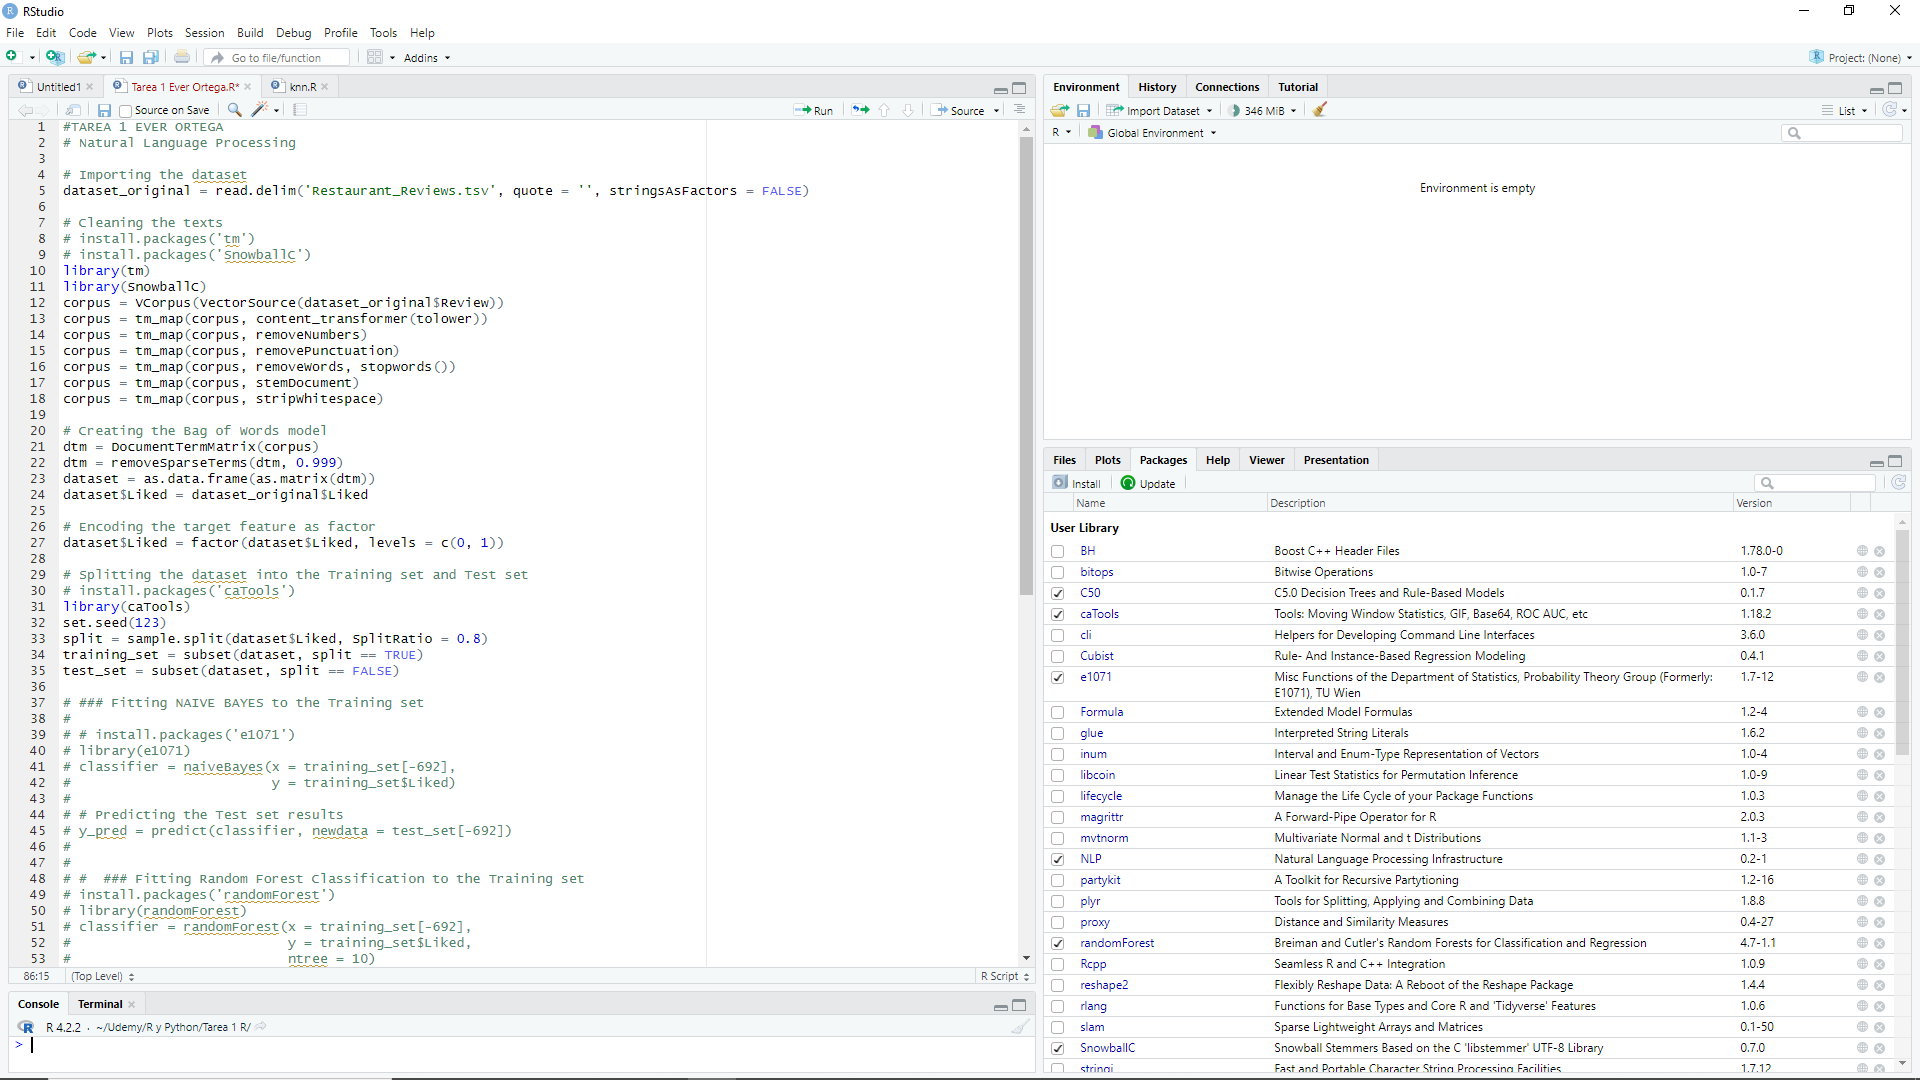 RStudio
File Edit Code View Plots Session Build Debug Profile Tools Help
Go to file/function Addins Project: (None)
Untitled1 Tarea 1 Ever Ortega.R* knn.R
Source on Save Run Source
1 #TAREA 1 EVER ORTEGA
2 # Natural Language Processing
3
4 # Importing the dataset
5 dataset_original = read.delim('Restaurant_Reviews.tsv', quote = '', stringsAsFactors = FALSE)
6
7 # Cleaning the texts
8 # install.packages('tm')
9 # install.packages('SnowballC')
10 library(tm)
11 library(SnowballC)
12 corpus = VCorpus(VectorSource(dataset_original$Review))
13 corpus = tm_map(corpus, content_transformer(tolower))
14 corpus = tm_map(corpus, removeNumbers)
15 corpus = tm_map(corpus, removePunctuation)
16 corpus = tm_map(corpus, removeWords, stopwords())
17 corpus = tm_map(corpus, stemDocument)
18 corpus = tm_map(corpus, stripWhitespace)
19
20 # Creating the Bag of Words model
21 dtm = DocumentTermMatrix(corpus)
22 dtm = removeSparseTerms(dtm, 0.999)
23 dataset = as.data.frame(as.matrix(dtm))
24 dataset$Liked = dataset_original$Liked
25
26 # Encoding the target feature as factor
27 dataset$Liked = factor(dataset$Liked, levels = c(0, 1))
28
29 # Splitting the dataset into the Training set and Test set
30 # install.packages('caTools')
31 library(caTools)
32 set.seed(123)
33 split = sample.split(dataset$Liked, SplitRatio = 0.8)
34 training_set = subset(dataset, split == TRUE)
35 test_set = subset(dataset, split == FALSE)
36
37 # ### Fitting NAIVE BAYES to the Training set
38 #
39 # # install.packages('e1071')
40 # library(e1071)
41 # classifier = naiveBayes(x = training_set[-692],
42 # y = training_set$Liked)
43 #
44 # # Predicting the Test set results
45 # y_pred = predict(classifier, newdata = test_set[-692])
46 #
47 #
48 # # ### Fitting Random Forest Classification to the Training set
49 # install.packages('randomForest')
50 # library(randomForest)
51 # classifier = randomForest(x = training_set[-692],
52 # y = training_set$Liked,
53 # ntree = 10)
86:15 (Top Level) R Script
Console Terminal
R 4.2.2 · ~/Udemy/R y Python/Tarea 1 R/
>
Environment History Connections Tutorial
Import Dataset 346 MiB List
R Global Environment
Environment is empty
Files Plots Packages Help Viewer Presentation
Install Update
Name Description Version
User Library
BH Boost C++ Header Files 1.78.0-0
bitops Bitwise Operations 1.0-7
C50 C5.0 Decision Trees and Rule-Based Models 0.1.7
caTools Tools: Moving Window Statistics, GIF, Base64, ROC AUC, etc 1.18.2
cli Helpers for Developing Command Line Interfaces 3.6.0
Cubist Rule- And Instance-Based Regression Modeling 0.4.1
e1071 Misc Functions of the Department of Statistics, Probability Theory Group (Formerly: 1.7-12
E1071), TU Wien
Formula Extended Model Formulas 1.2-4
glue Interpreted String Literals 1.6.2
inum Interval and Enum-Type Representation of Vectors 1.0-4
libcoin Linear Test Statistics for Permutation Inference 1.0-9
lifecycle Manage the Life Cycle of your Package Functions 1.0.3
magrittr A Forward-Pipe Operator for R 2.0.3
mvtnorm Multivariate Normal and t Distributions 1.1-3
NLP Natural Language Processing Infrastructure 0.2-1
partykit A Toolkit for Recursive Partytioning 1.2-16
plyr Tools for Splitting, Applying and Combining Data 1.8.8
proxy Distance and Similarity Measures 0.4-27
randomForest Breiman and Cutler's Random Forests for Classification and Regression 4.7-1.1
Rcpp Seamless R and C++ Integration 1.0.9
reshape2 Flexibly Reshape Data: A Reboot of the Reshape Package 1.4.4
rlang Functions for Base Types and Core R and 'Tidyverse' Features 1.0.6
slam Sparse Lightweight Arrays and Matrices 0.1-50
SnowballC Snowball Stemmers Based on the C 'libstemmer' UTF-8 Library 0.7.0
stringi Fast and Portable Character String Processing Facilities 1.7.12